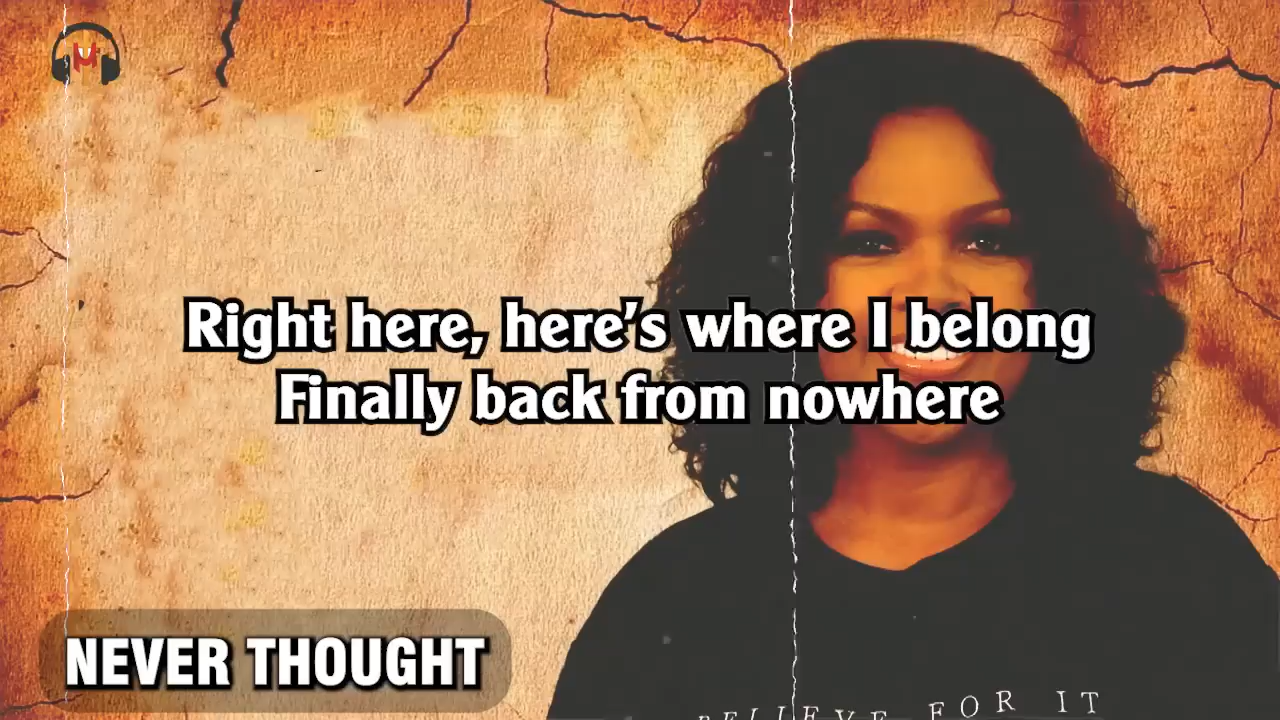 Right here, here's where I belong
Finally back from nowhere
NEVER THOUGHT
BELIEVE FOR IT